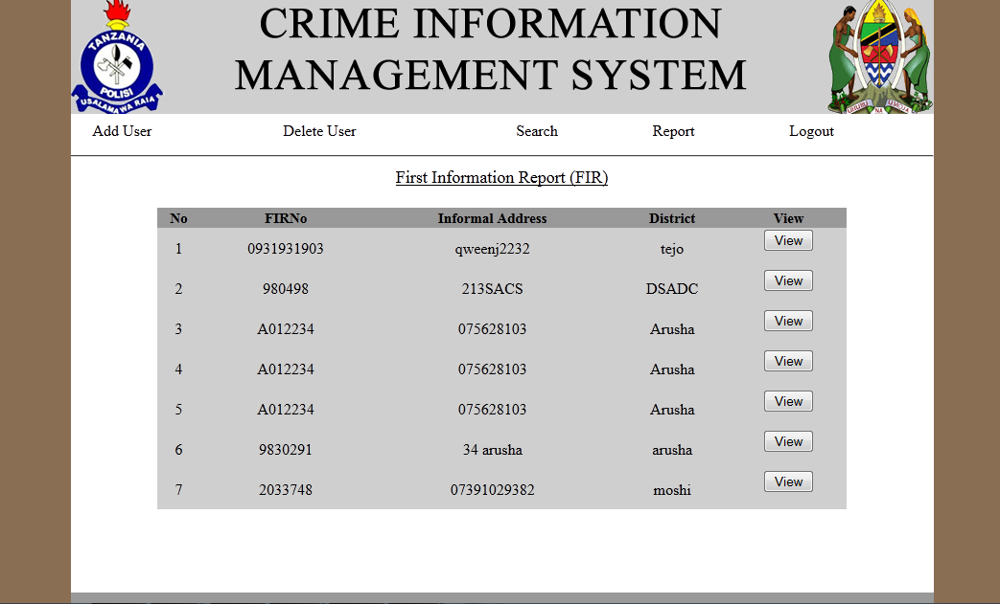 CRIME INFORMATION
MANAGEMENT SYSTEM
TANZANIA
POLISI
USALAMA WA RAIA
UHURU NA UMOJA
Add User Delete User Search Report Logout
First Information Report (FIR)
No FIRNo Informal Address District View
1 0931931903 qweenj2232 tejo View
2 980498 213SACS DSADC View
3 A012234 075628103 Arusha View
4 A012234 075628103 Arusha View
5 A012234 075628103 Arusha View
6 9830291 34 arusha arusha View
7 2033748 07391029382 moshi View